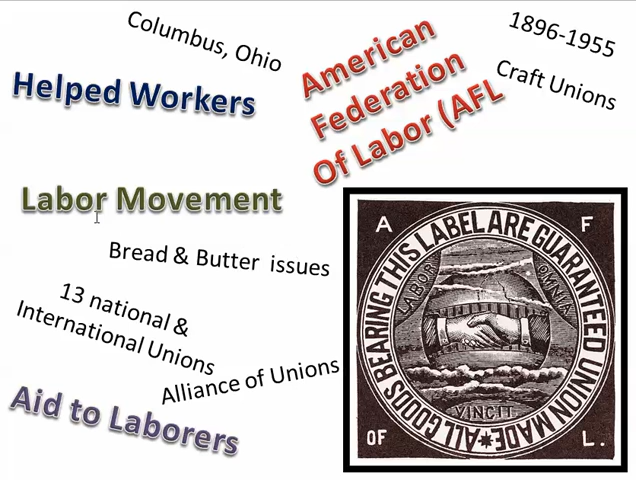 Columbus, Ohio
1896-1955
American
Federation
Of Labor (AFL
Craft Unions
Helped Workers
Labor Movement
Bread & Butter issues
13 national &
International Unions
Alliance of Unions
Aid to Laborers
A F
ALL GOODS BEARING THIS LABEL ARE GUARANTEED UNION MADE
LABOR OMNIA
VINCIT
OF L.